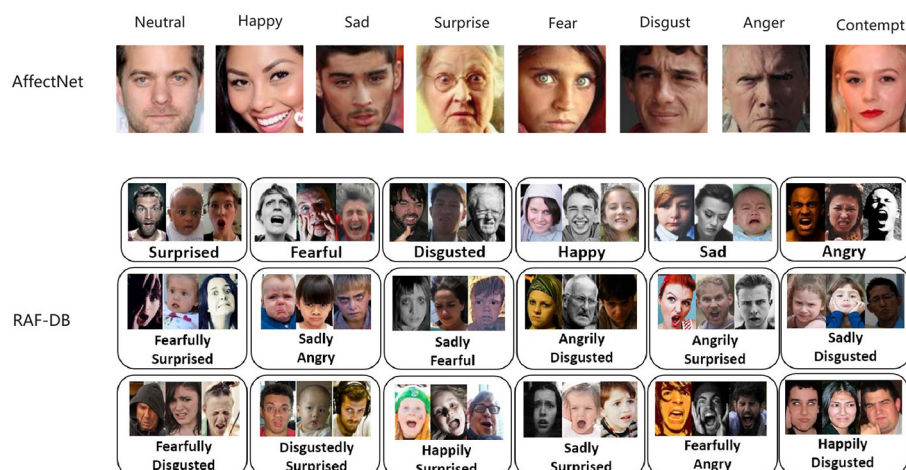 Neutral Happy Sad Surprise Fear Disgust Anger Contempt
AffectNet
Surprised Fearful Disgusted Happy Sad Angry
RAF-DB
Fearfully Sadly Sadly Angrily Angrily Sadly
Surprised Angry Fearful Disgusted Surprised Disgusted
Fearfully Disgustedly Happily Sadly Fearfully Happily
Disgusted Surprised Surprised Surprised Angry Disgusted